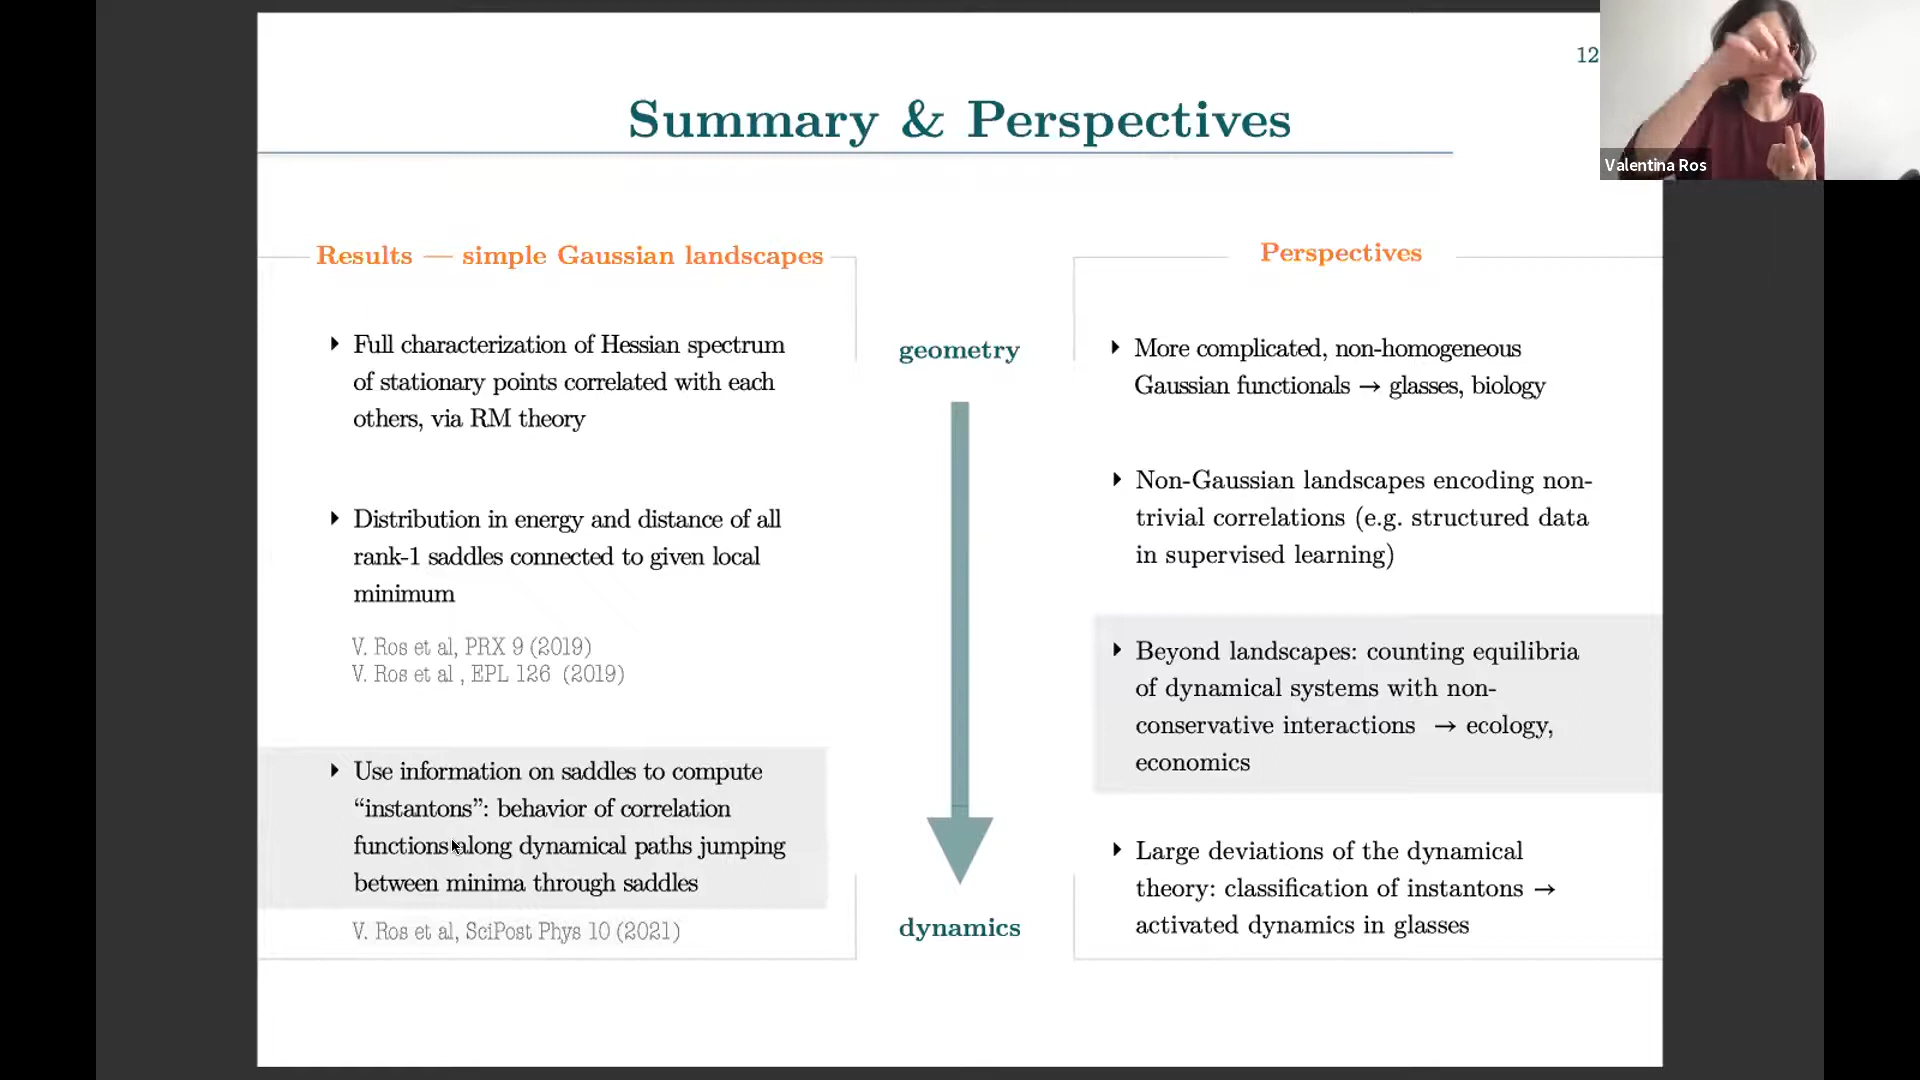 12
Summary & Perspectives
Valentina Ros
Results — simple Gaussian landscapes
Full characterization of Hessian spectrum
of stationary points correlated with each
others, via RM theory
Distribution in energy and distance of all
rank-1 saddles connected to given local
minimum
V. Ros et al, PRX 9 (2019)
V. Ros et al , EPL 126 (2019)
Use information on saddles to compute
“instantons”: behavior of correlation
functions along dynamical paths jumping
between minima through saddles
V. Ros et al, SciPost Phys 10 (2021)
geometry
dynamics
Perspectives
More complicated, non-homogeneous
Gaussian functionals → glasses, biology
Non-Gaussian landscapes encoding non-
trivial correlations (e.g. structured data
in supervised learning)
Beyond landscapes: counting equilibria
of dynamical systems with non-
conservative interactions → ecology,
economics
Large deviations of the dynamical
theory: classification of instantons →
activated dynamics in glasses